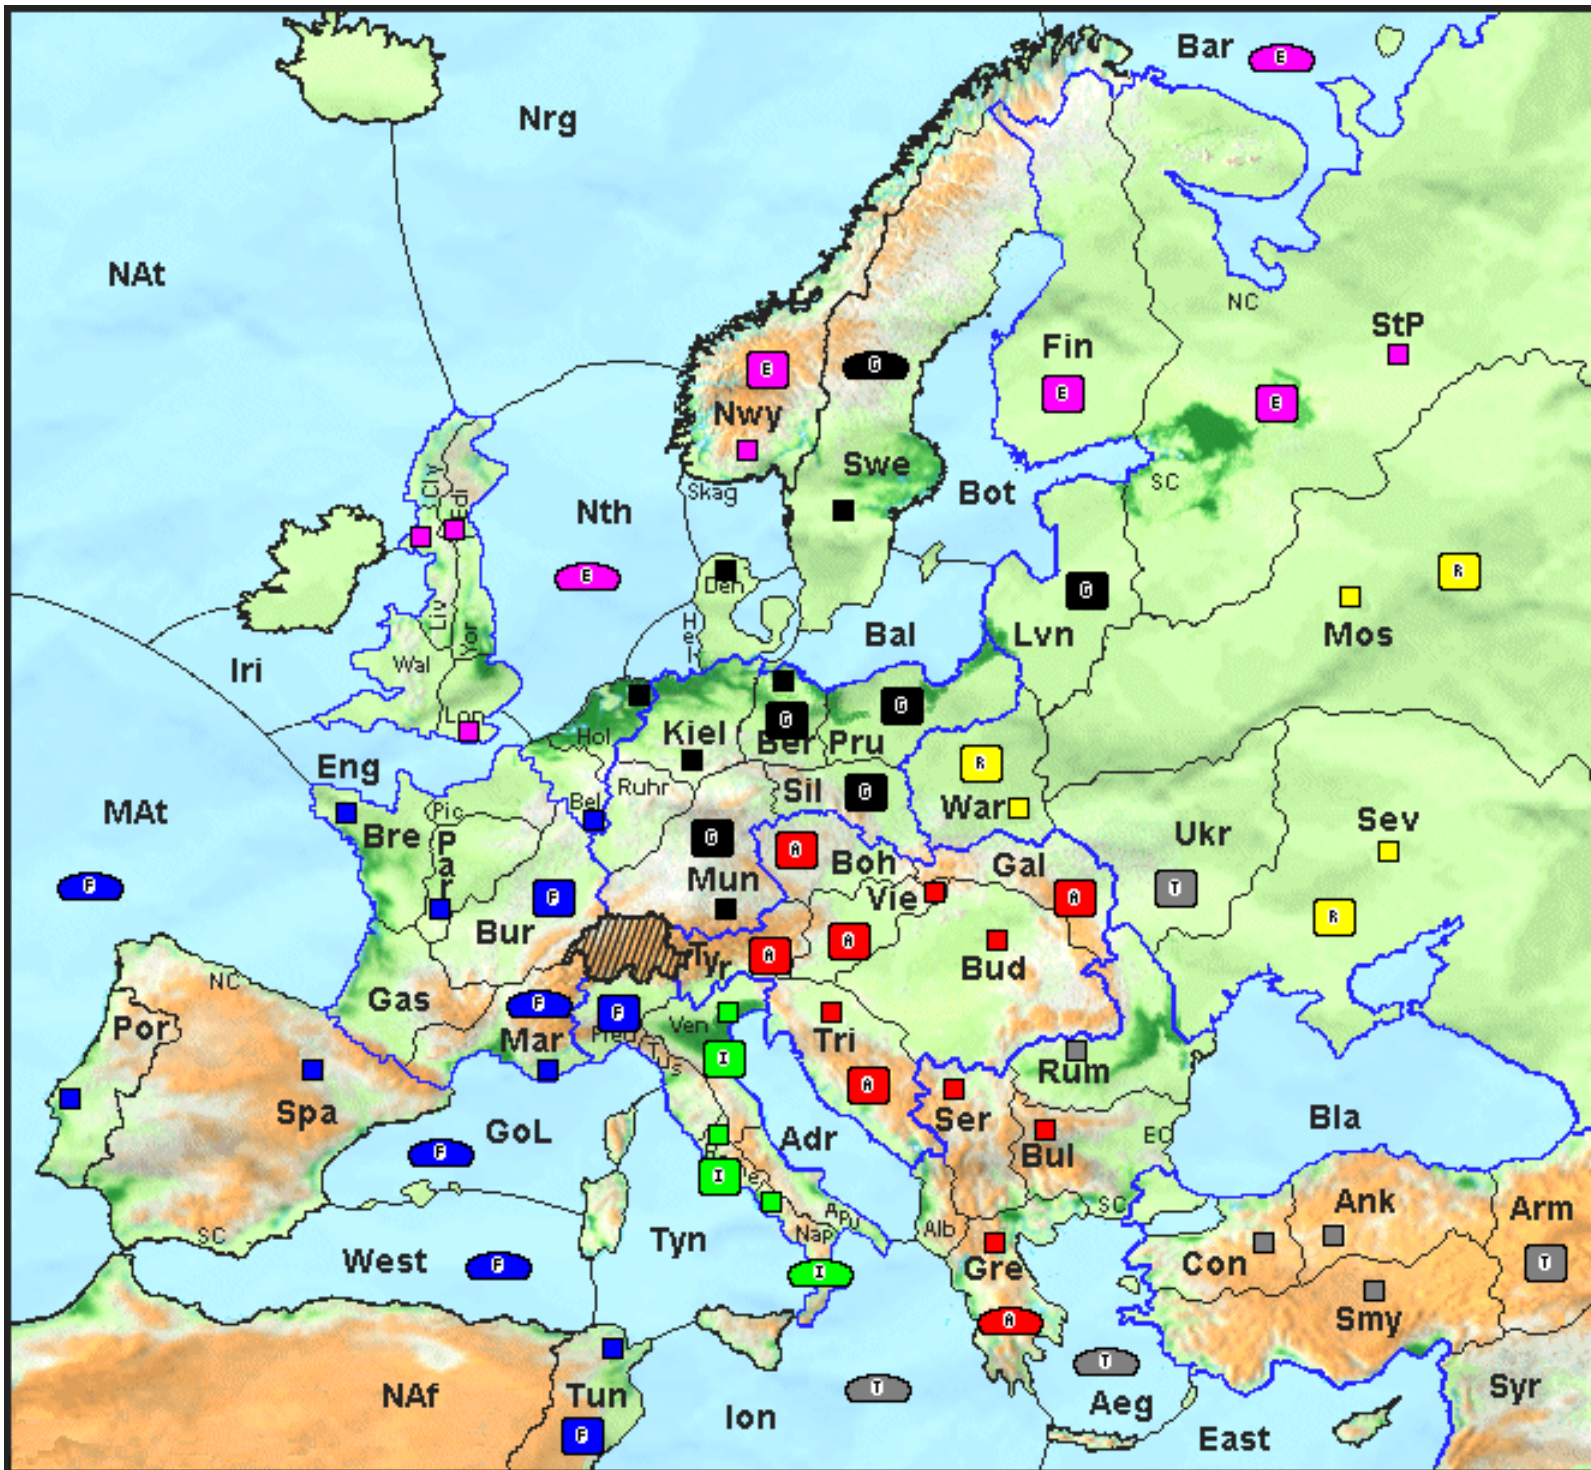 Bar
E
Nrg
NAt
NC
StP
Fin
E
G
E
Nwy
E
Swe
Bot
SC
Skag
Cly
Edi
Nth
E
Den
G
R
Hel
Bal
Lvn
Mos
Liv
Yor
Wal
Iri
Lon
Hol
Kiel
G
Ber
G
Pru
R
War
Eng
Ruhr
Sil
G
Bel
Pic
MAt
Bre
Par
G
Mun
A
Boh
Gal
Ukr
Sev
F
F
Bur
Vie
A
T
R
A
Tyr
A
Bud
NC
Gas
F
Mar
F
Pied
Ven
Tri
Por
Tus
I
A
Rum
Spa
GoL
Ser
Bla
F
Adr
Bul
EC
I
SC
Ank
Arm
SC
West
F
Tyn
Apu
Nap
Alb
Gre
Con
T
I
A
Smy
T
T
NAf
Tun
F
Ion
Aeg
East
Syr